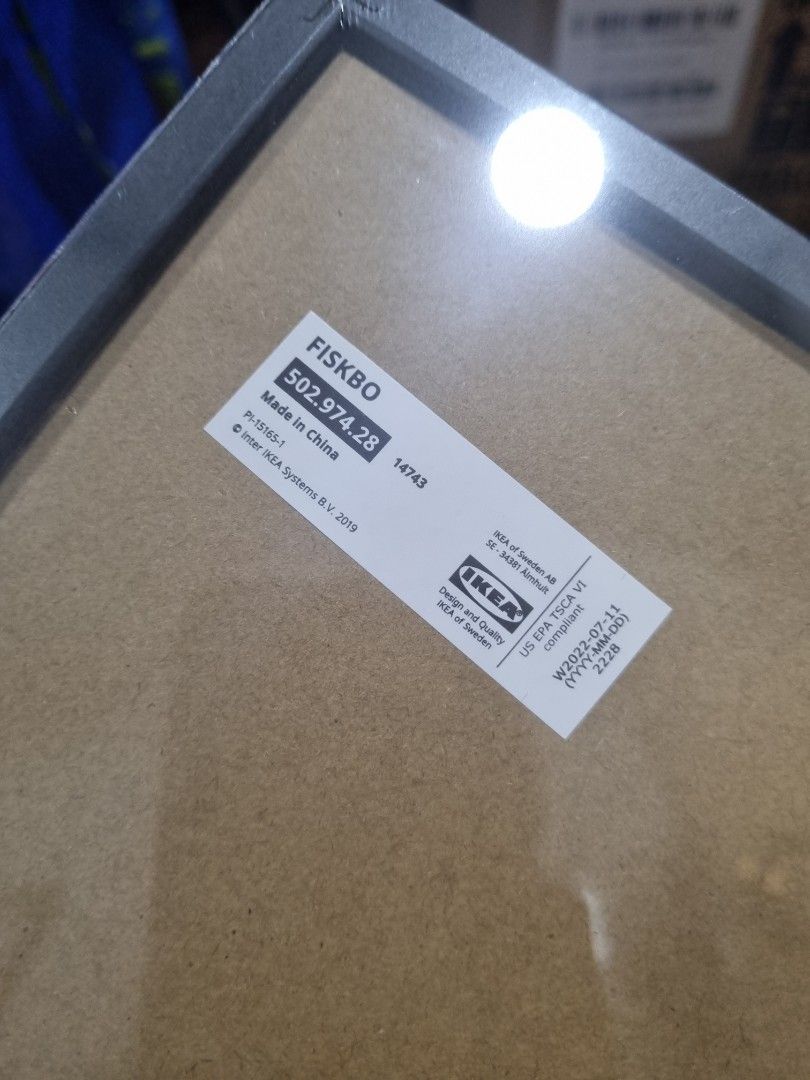 FISKBO
502.974.28
14743
Made in China
PI-15165-1
© Inter IKEA Systems B.V. 2019
IKEA of Sweden AB
SE - 34381 Älmhult
IKEA
Design and Quality
IKEA of Sweden
US EPA TSCA VI
compliant
W2022-07-11
(YYYY-MM-DD)
2228